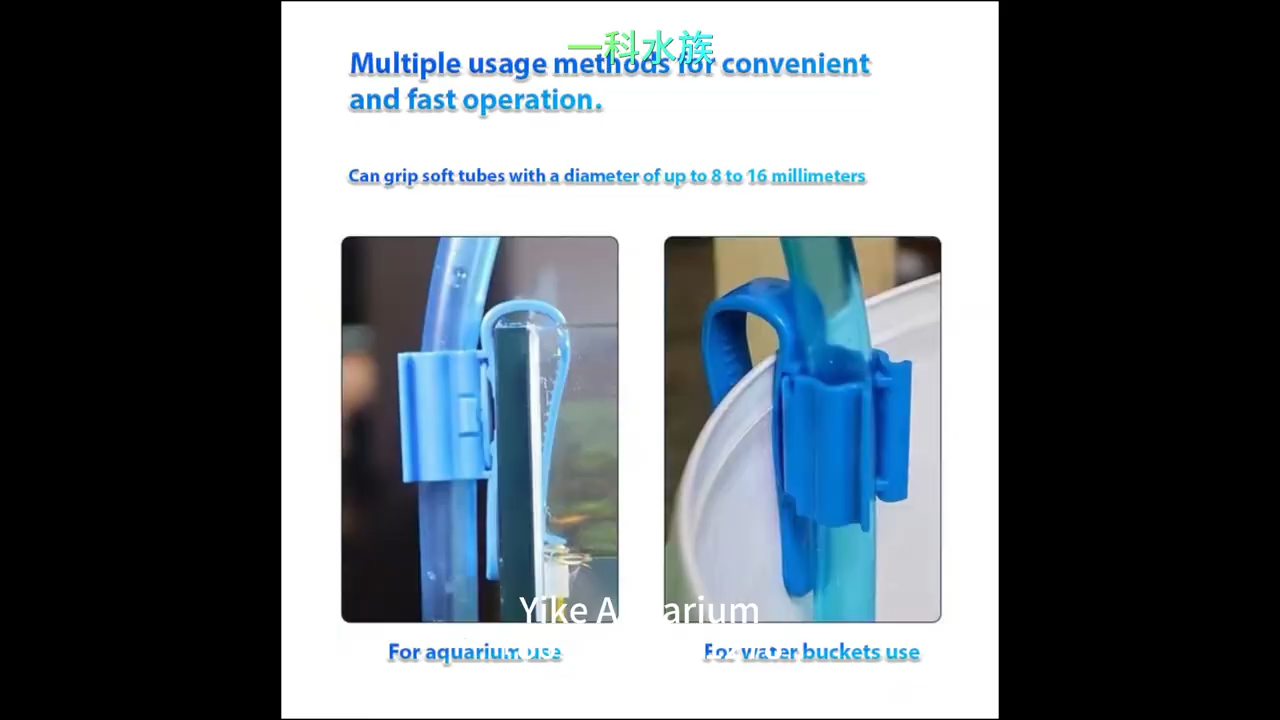 一科水族
Multiple usage methods for convenient
and fast operation.
Can grip soft tubes with a diameter of up to 8 to 16 millimeters
Yike Aquarium
For aquarium use
For water buckets use